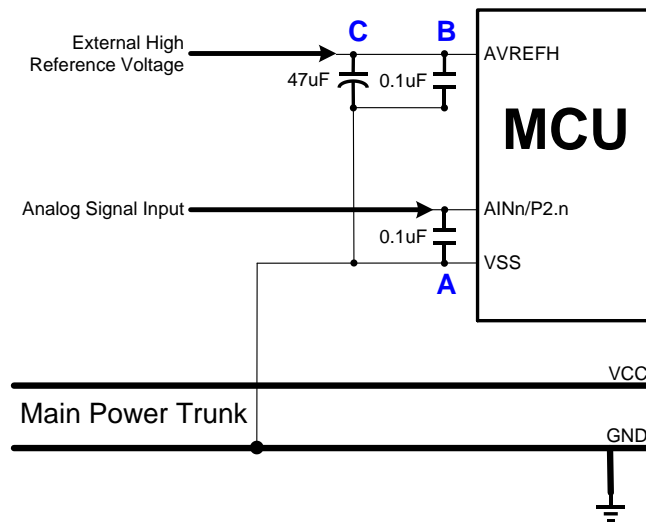 C
B
External High
Reference Voltage
AVREFH
47uF
0.1uF
MCU
Analog Signal Input
AINn/P2.n
0.1uF
VSS
A
VCC
Main Power Trunk
GND